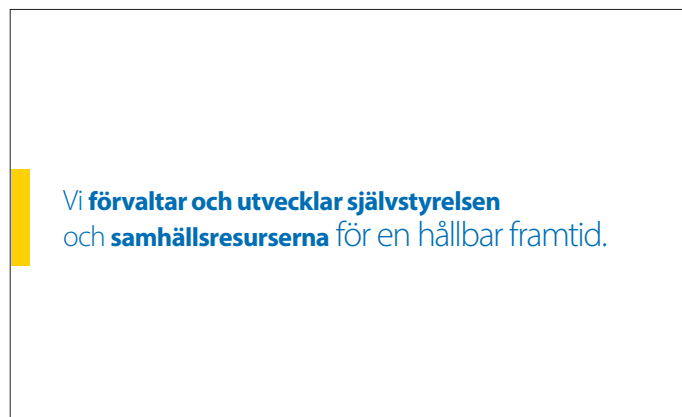 Vi förvaltar och utvecklar självstyrelsen
och samhällsresurserna för en hållbar framtid.